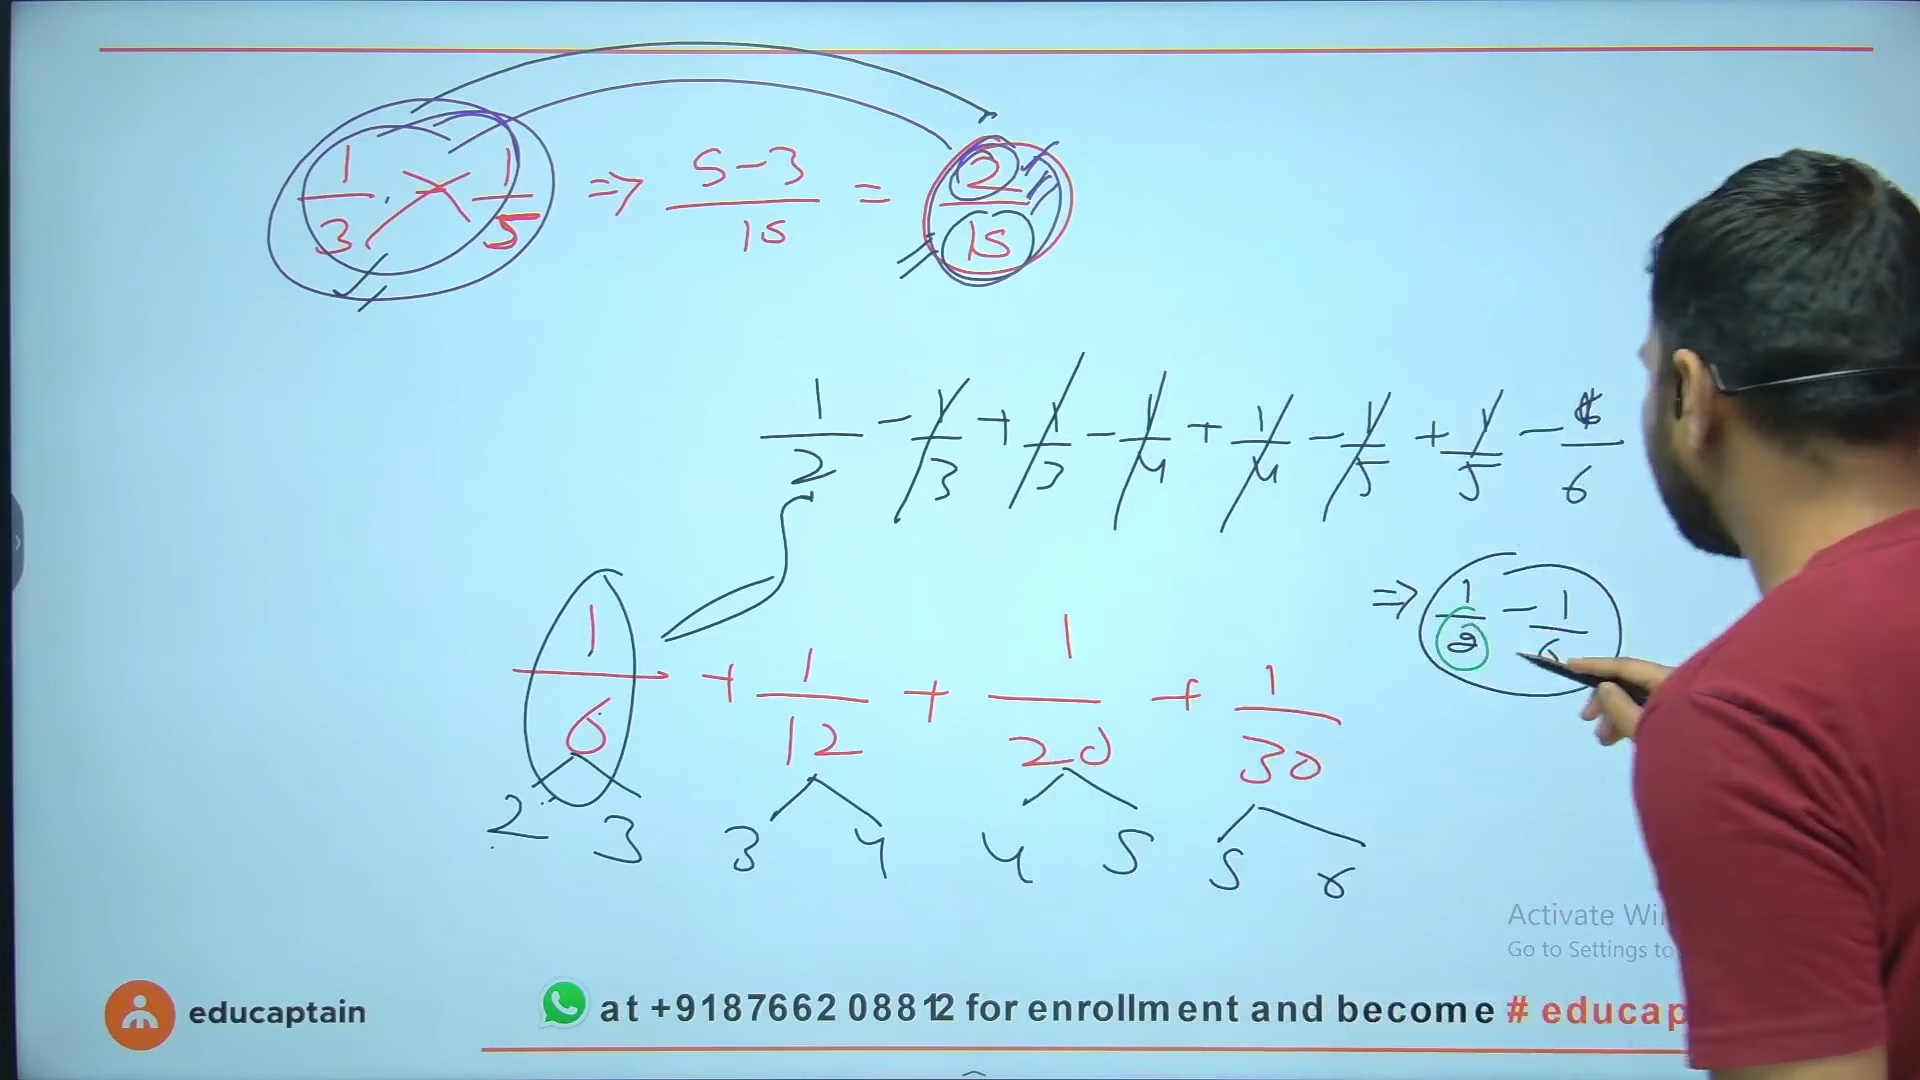 1/3 - 1/5 ⇒ 5-3/15 = 2/15
1/2 - 1/3 + 1/3 - 1/4 + 1/4 - 1/5 + 1/5 - 1/6
⇒ 1/2 - 1/6
1/6 + 1/12 + 1/20 + 1/30
2 3 3 4 4 5 5 6
Activate Wi
Go to Settings to
educaptain
at +9187662 08812 for enrollment and become # educap